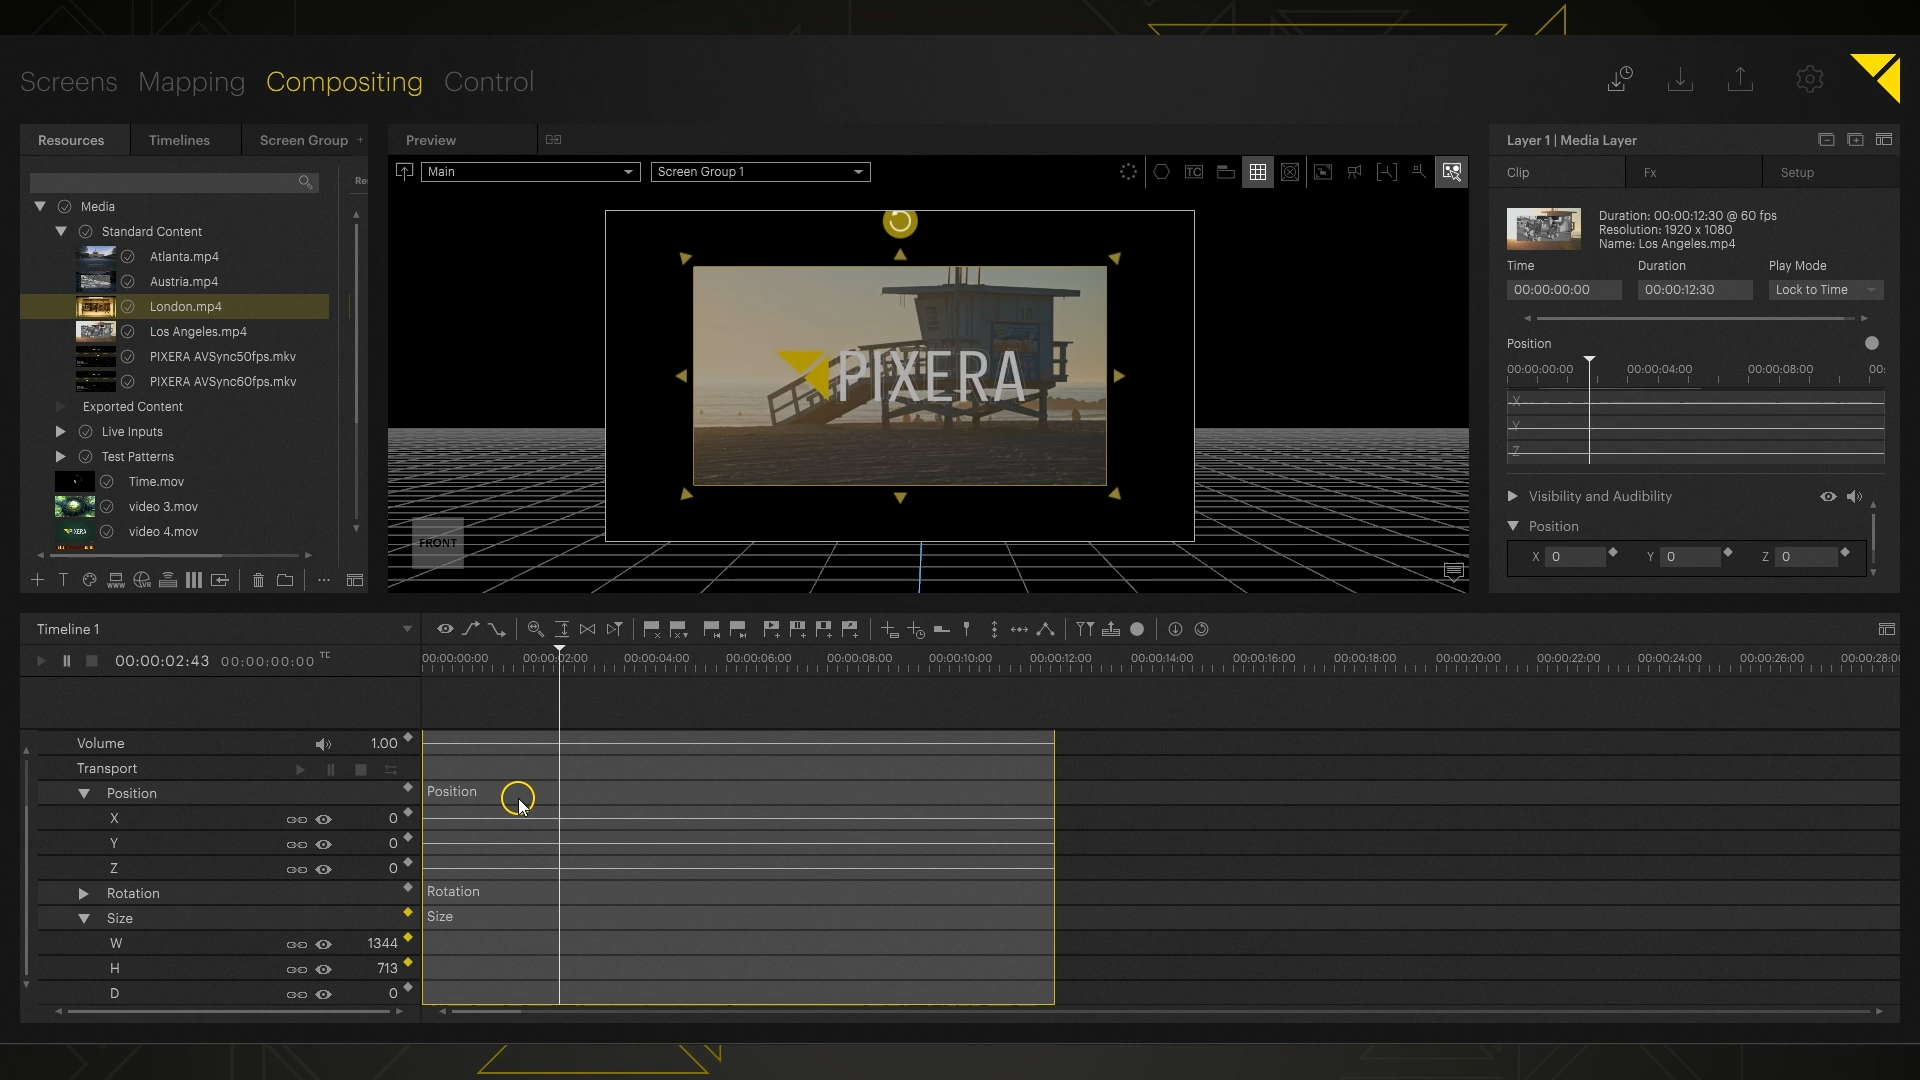 Screens Mapping Compositing Control
Resources Timelines Screen Group +
Preview
Layer 1 | Media Layer
Main
Screen Group 1
TC
Clip Fx Setup
Re
Media
Standard Content
Atlanta.mp4
Austria.mp4
London.mp4
Los Angeles.mp4
PIXERA AVSync50fps.mkv
PIXERA AVSync60fps.mkv
Exported Content
Live Inputs
Test Patterns
Time.mov
video 3.mov
video 4.mov
18
PIXERA
FRONT
Duration: 00:00:12:30 @ 60 fps
Resolution: 1920 x 1080
Name: Los Angeles.mp4
Time Duration Play Mode
00:00:00:00 00:00:12:30 Lock to Time
Position
00:00:00:00 00:00:04:00 00:00:08:00 00:
X
Y
Z
Visibility and Audibility
Position
X 0 Y 0 Z 0
Timeline 1
00:00:02:43 00:00:00:00 TC
00:00:00:00 00:00:02:00 00:00:04:00 00:00:06:00 00:00:08:00 00:00:10:00 00:00:12:00 00:00:14:00 00:00:16:00 00:00:18:00 00:00:20:00 00:00:22:00 00:00:24:00 00:00:26:00 00:00:28:00
Volume 1.00
Transport
Position Position
X 0
Y 0
Z 0
Rotation Rotation
Size Size
W 1344
H 713
D 0